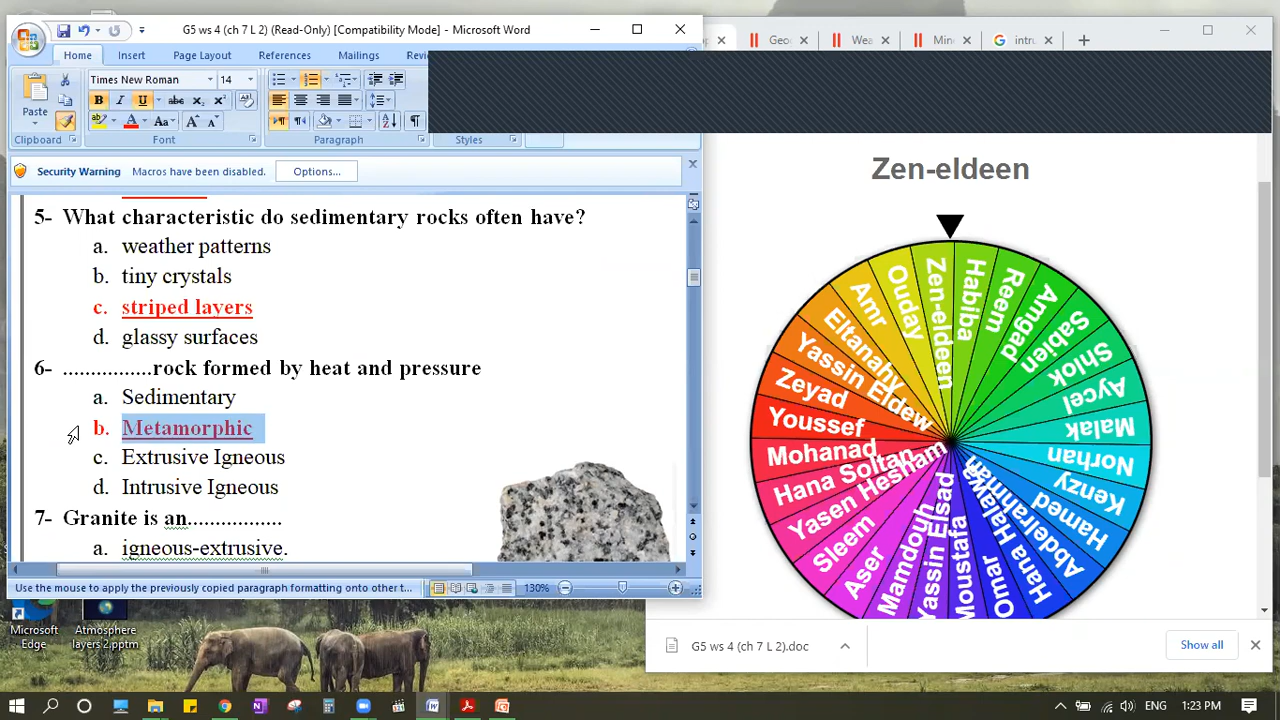 G5 ws 4 (ch 7 L 2) (Read-Only) [Compatibility Mode] - Microsoft Word
Home Insert Page Layout References Mailings
Times New Roman 14
Paste
Clipboard Font Paragraph Styles
Security Warning Macros have been disabled. Options...
5- What characteristic do sedimentary rocks often have?
a. weather patterns
b. tiny crystals
c. striped layers
d. glassy surfaces
6- ...............rock formed by heat and pressure
a. Sedimentary
b. Metamorphic
c. Extrusive Igneous
d. Intrusive Igneous
7- Granite is an................
a. igneous-extrusive.
Use the mouse to apply the previously copied paragraph formatting onto other t... 130%
Microsoft Edge
Atmosphere layers 2.pptm
Zen-eldeen
Zen-eldeen
Habiba
Reem
Amgad
Sabien
Shlok
Aycel
Malak
Norhan
Kenzy
Hamed
Abdelrahman
Hana Halawa
Omar
Moustafa
Yassin Elsad
Mamdouh
Aser
Sleem
Yasen Hesham
Hana Soltan
Mohanad
Youssef
Zeyad
Yassin Eldew
Eltanahy
Amr
Ouday
G5 ws 4 (ch 7 L 2).doc
Show all
ENG 1:23 PM